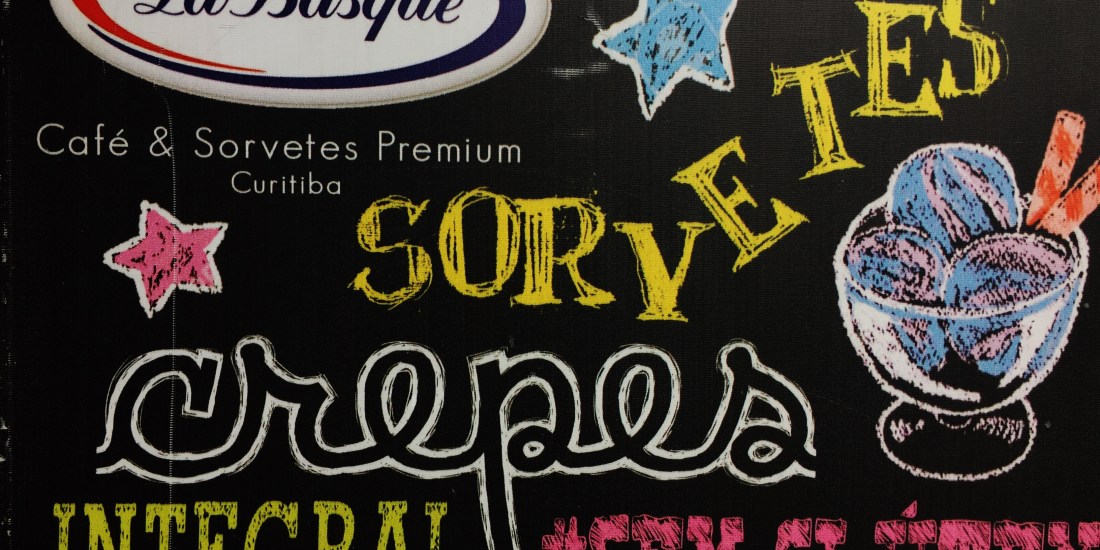 La Basque
Café & Sorvetes Premium
Curitiba
SORVETES
crepes
INTEGRAL